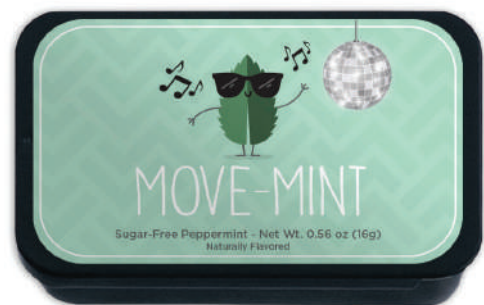 MOVE-MINT
Sugar-Free Peppermint - Net Wt. 0.56 oz (16g)
Naturally Flavored